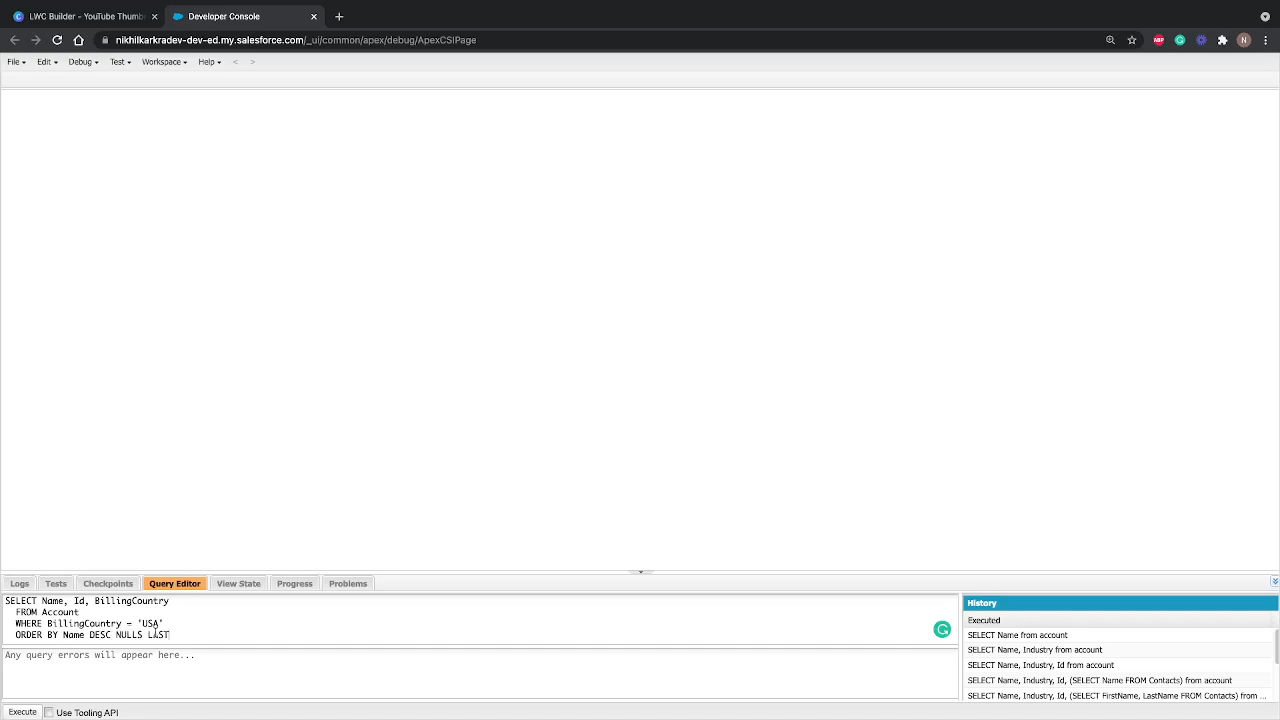 LWC Builder - YouTube Thumb
Developer Console
nikhilkarkradev-dev-ed.my.salesforce.com/_ui/common/apex/debug/ApexCSIPage
ABP
N
File Edit Debug Test Workspace Help < >
Logs Tests Checkpoints Query Editor View State Progress Problems
SELECT Name, Id, BillingCountry
FROM Account
WHERE BillingCountry = 'USA'
ORDER BY Name DESC NULLS LAST
Any query errors will appear here...
History
Executed
SELECT Name from account
SELECT Name, Industry from account
SELECT Name, Industry, Id from account
SELECT Name, Industry, Id, (SELECT Name FROM Contacts) from account
SELECT Name, Industry, Id, (SELECT FirstName, LastName FROM Contacts) from ...
Execute Use Tooling API